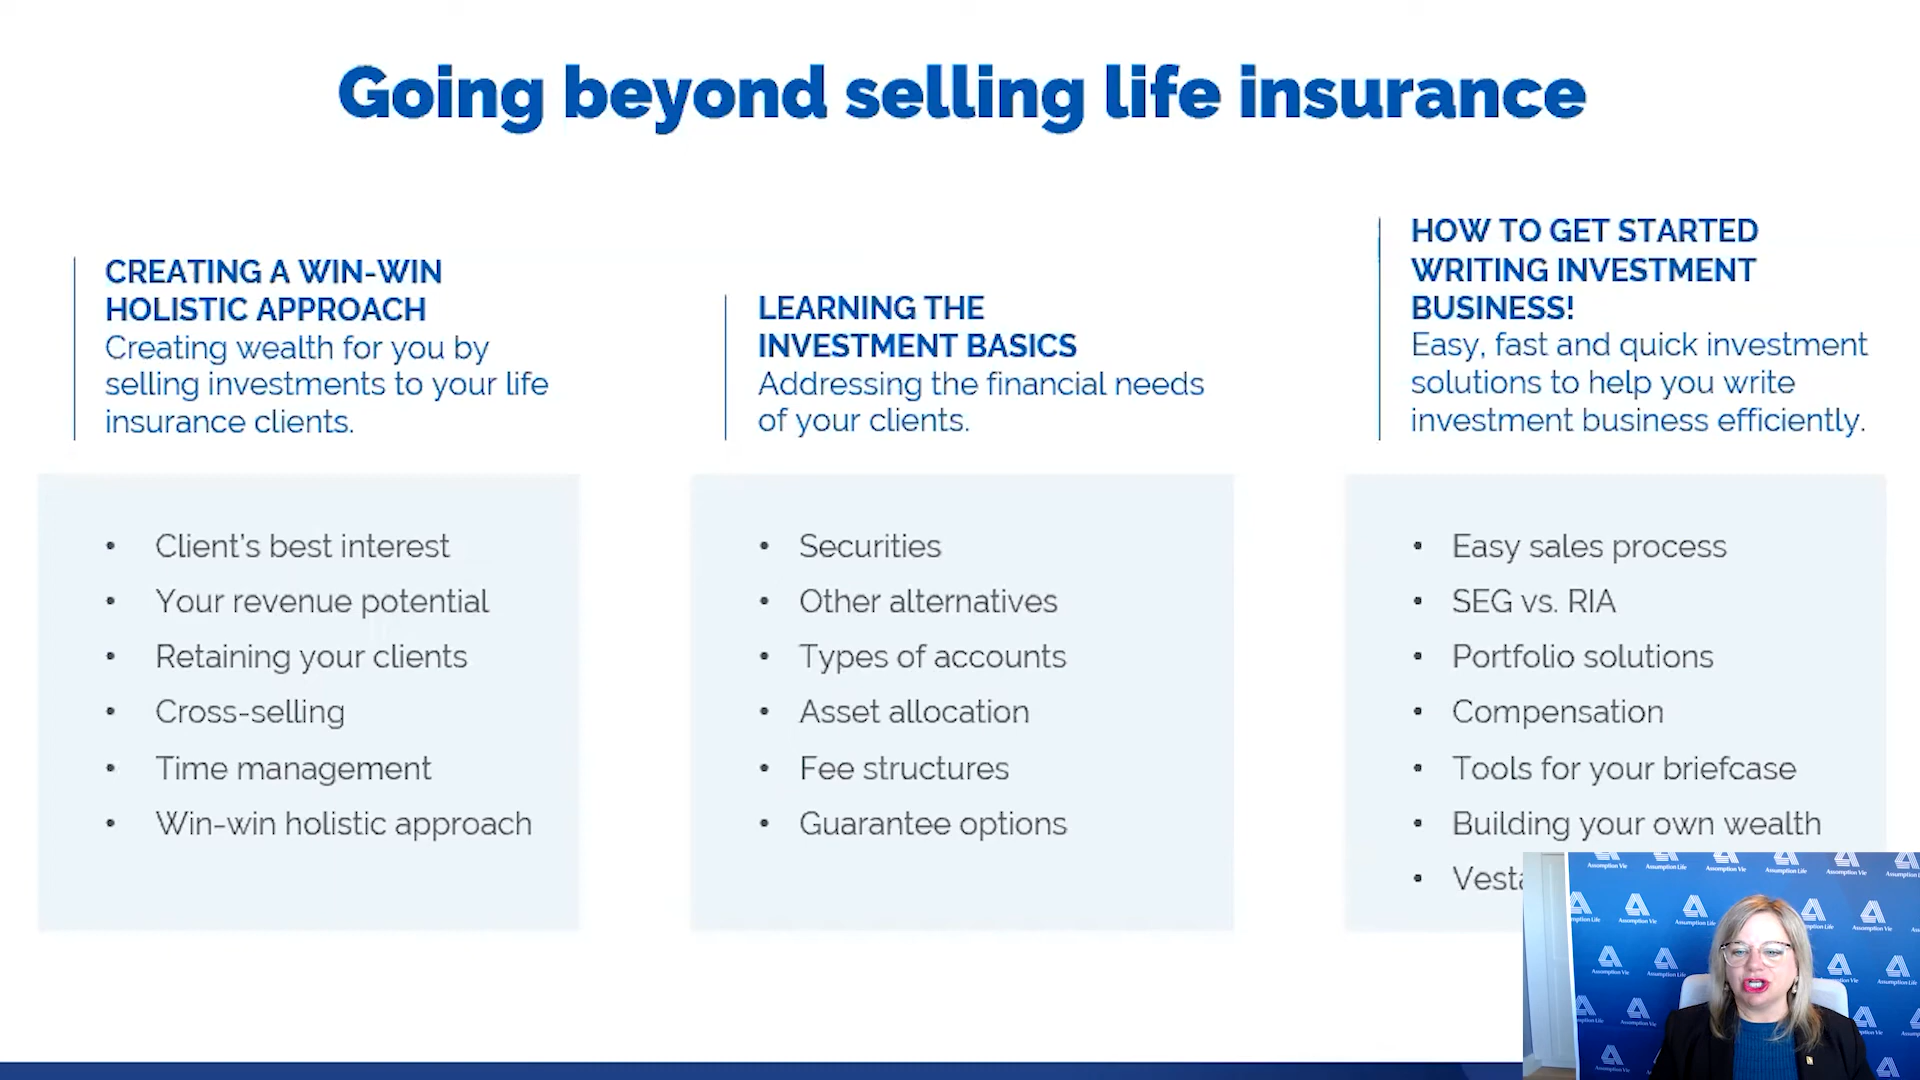 Going beyond selling life insurance
CREATING A WIN-WIN
HOLISTIC APPROACH
Creating wealth for you by
selling investments to your life
insurance clients.
• Client's best interest
• Your revenue potential
• Retaining your clients
• Cross-selling
• Time management
• Win-win holistic approach
LEARNING THE
INVESTMENT BASICS
Addressing the financial needs
of your clients.
• Securities
• Other alternatives
• Types of accounts
• Asset allocation
• Fee structures
• Guarantee options
HOW TO GET STARTED
WRITING INVESTMENT
BUSINESS!
Easy, fast and quick investment
solutions to help you write
investment business efficiently.
• Easy sales process
• SEG vs. RIA
• Portfolio solutions
• Compensation
• Tools for your briefcase
• Building your own wealth
Assumption Vie
Assumption Life